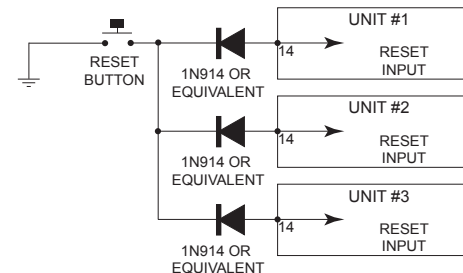 UNIT #1
14
RESET
INPUT
RESET
BUTTON
1N914 OR
EQUIVALENT
UNIT #2
14
RESET
INPUT
1N914 OR
EQUIVALENT
UNIT #3
14
RESET
INPUT
1N914 OR
EQUIVALENT